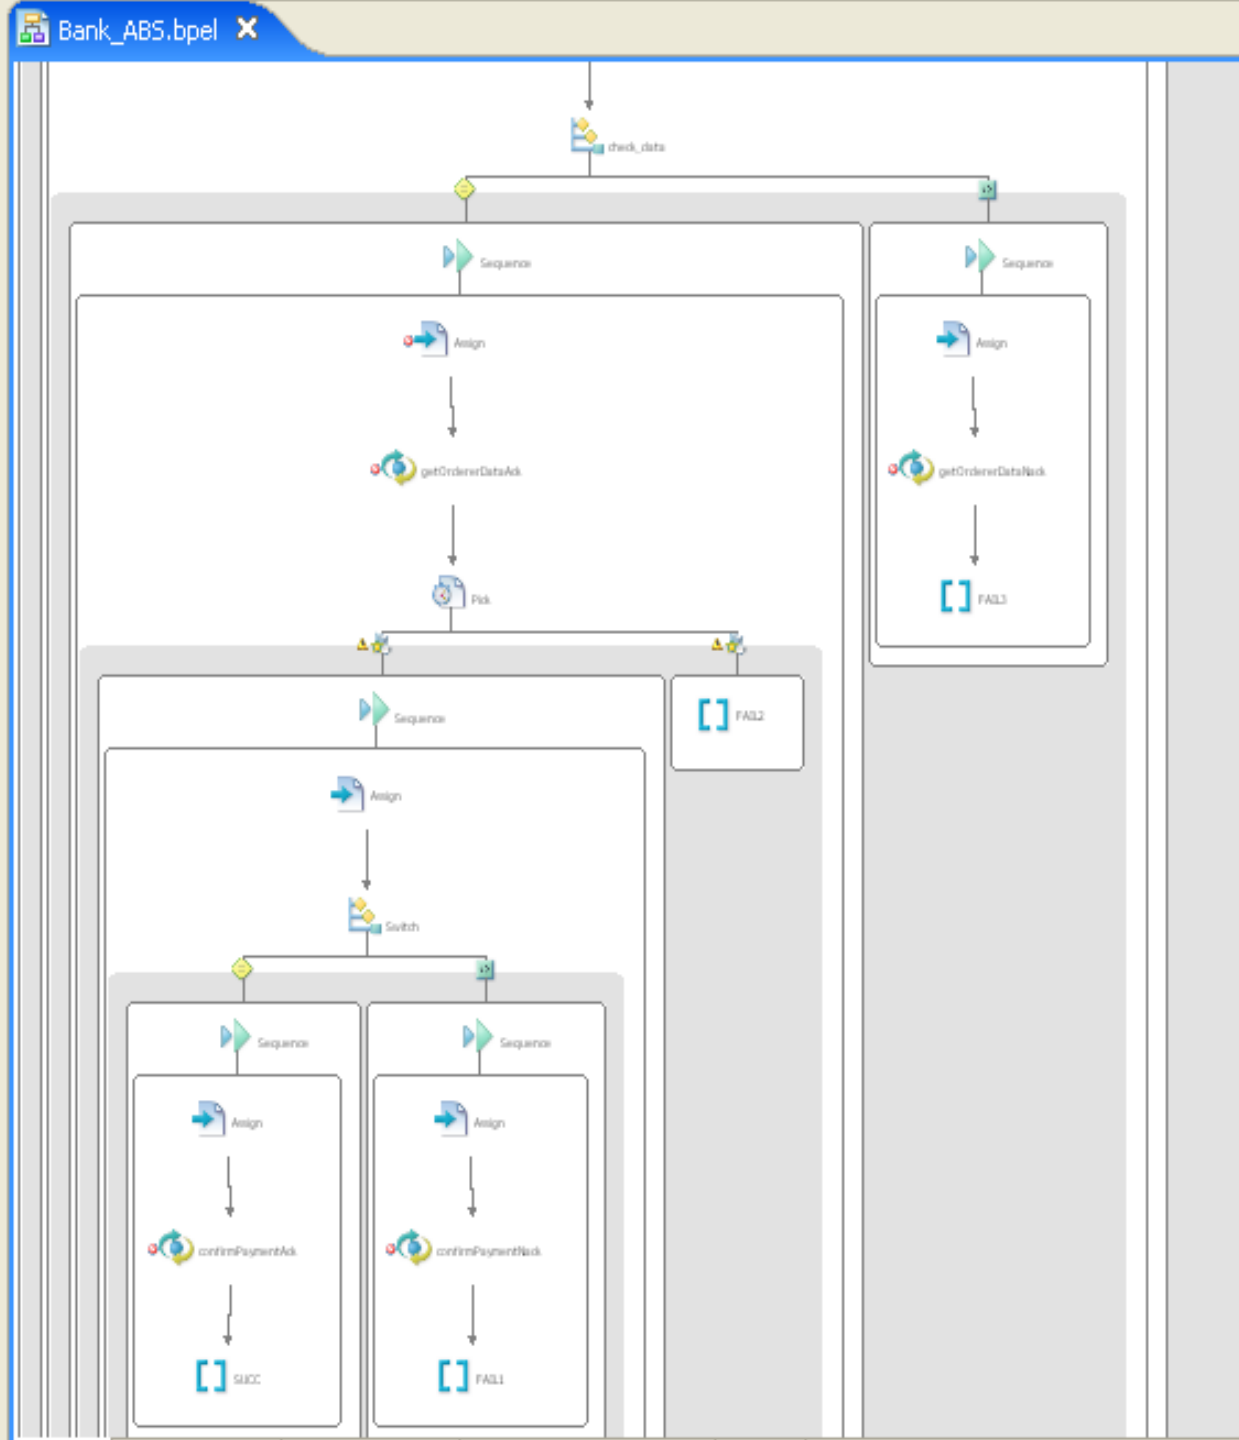 Bank_ABS.bpel
check_data
Sequence
Sequence
Assign
Assign
getOrdererDataAck
getOrdererDataNack
Pick
FAIL3
Sequence
FAIL2
Assign
Switch
Sequence
Sequence
Assign
Assign
confirmPaymentAck
confirmPaymentNack
SUCC
FAIL1